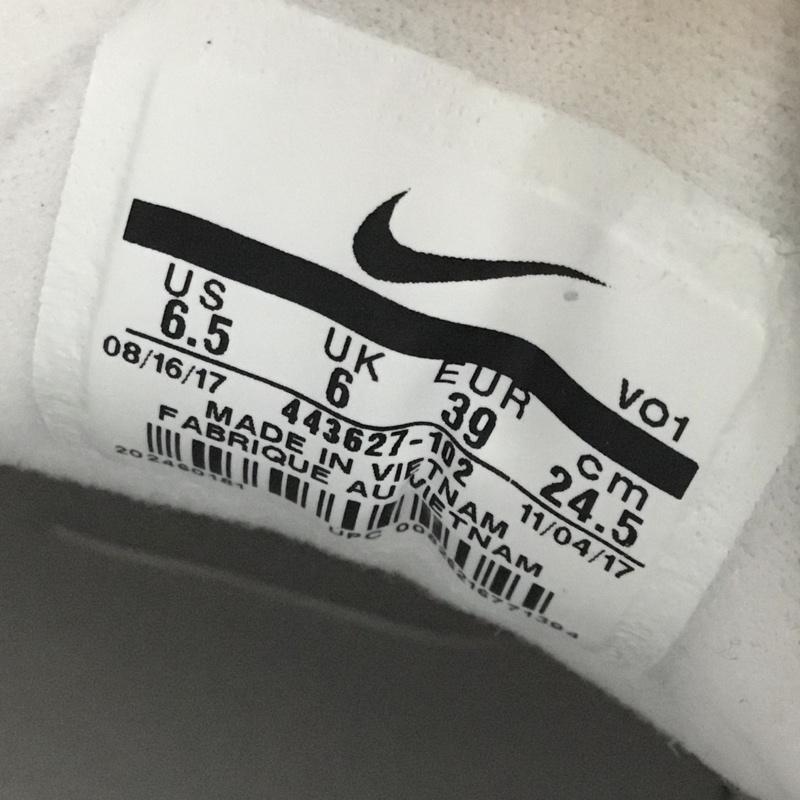 US UK EUR cm VO1
6.5 6 39 24.5
08/16/17 443627-102 11/04/17
MADE IN VIETNAM
FABRIQUE AU VIETNAM
UPC